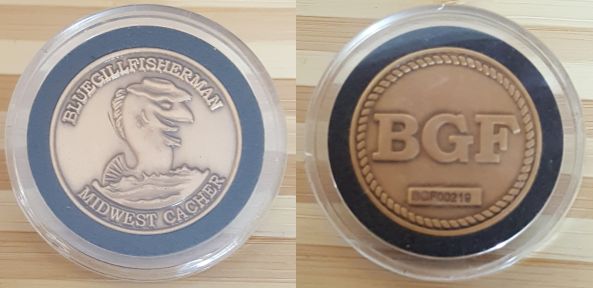 BLUEGILLFISHERMAN
MIDWEST CACHER
BGF
BGF00219